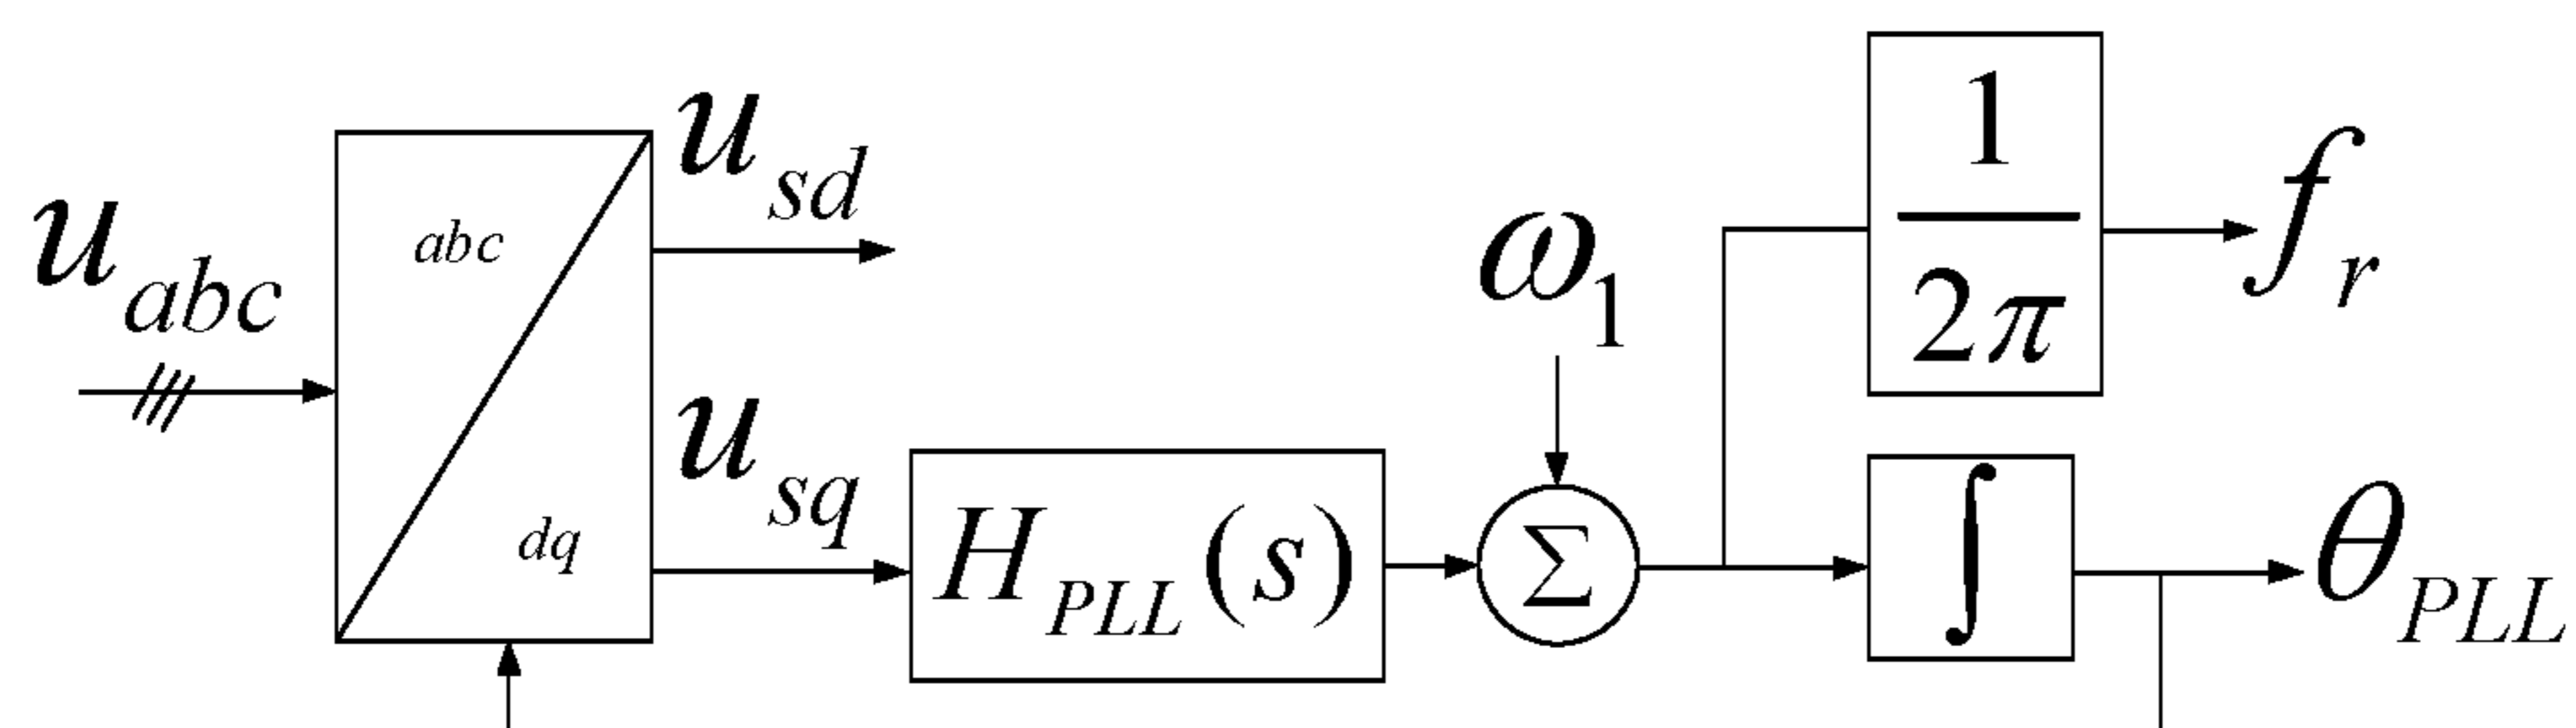 u_abc
abc
dq
u_sd
u_sq
H_PLL(s)
ω_1
Σ
1/2π
f_r
∫
θ_PLL